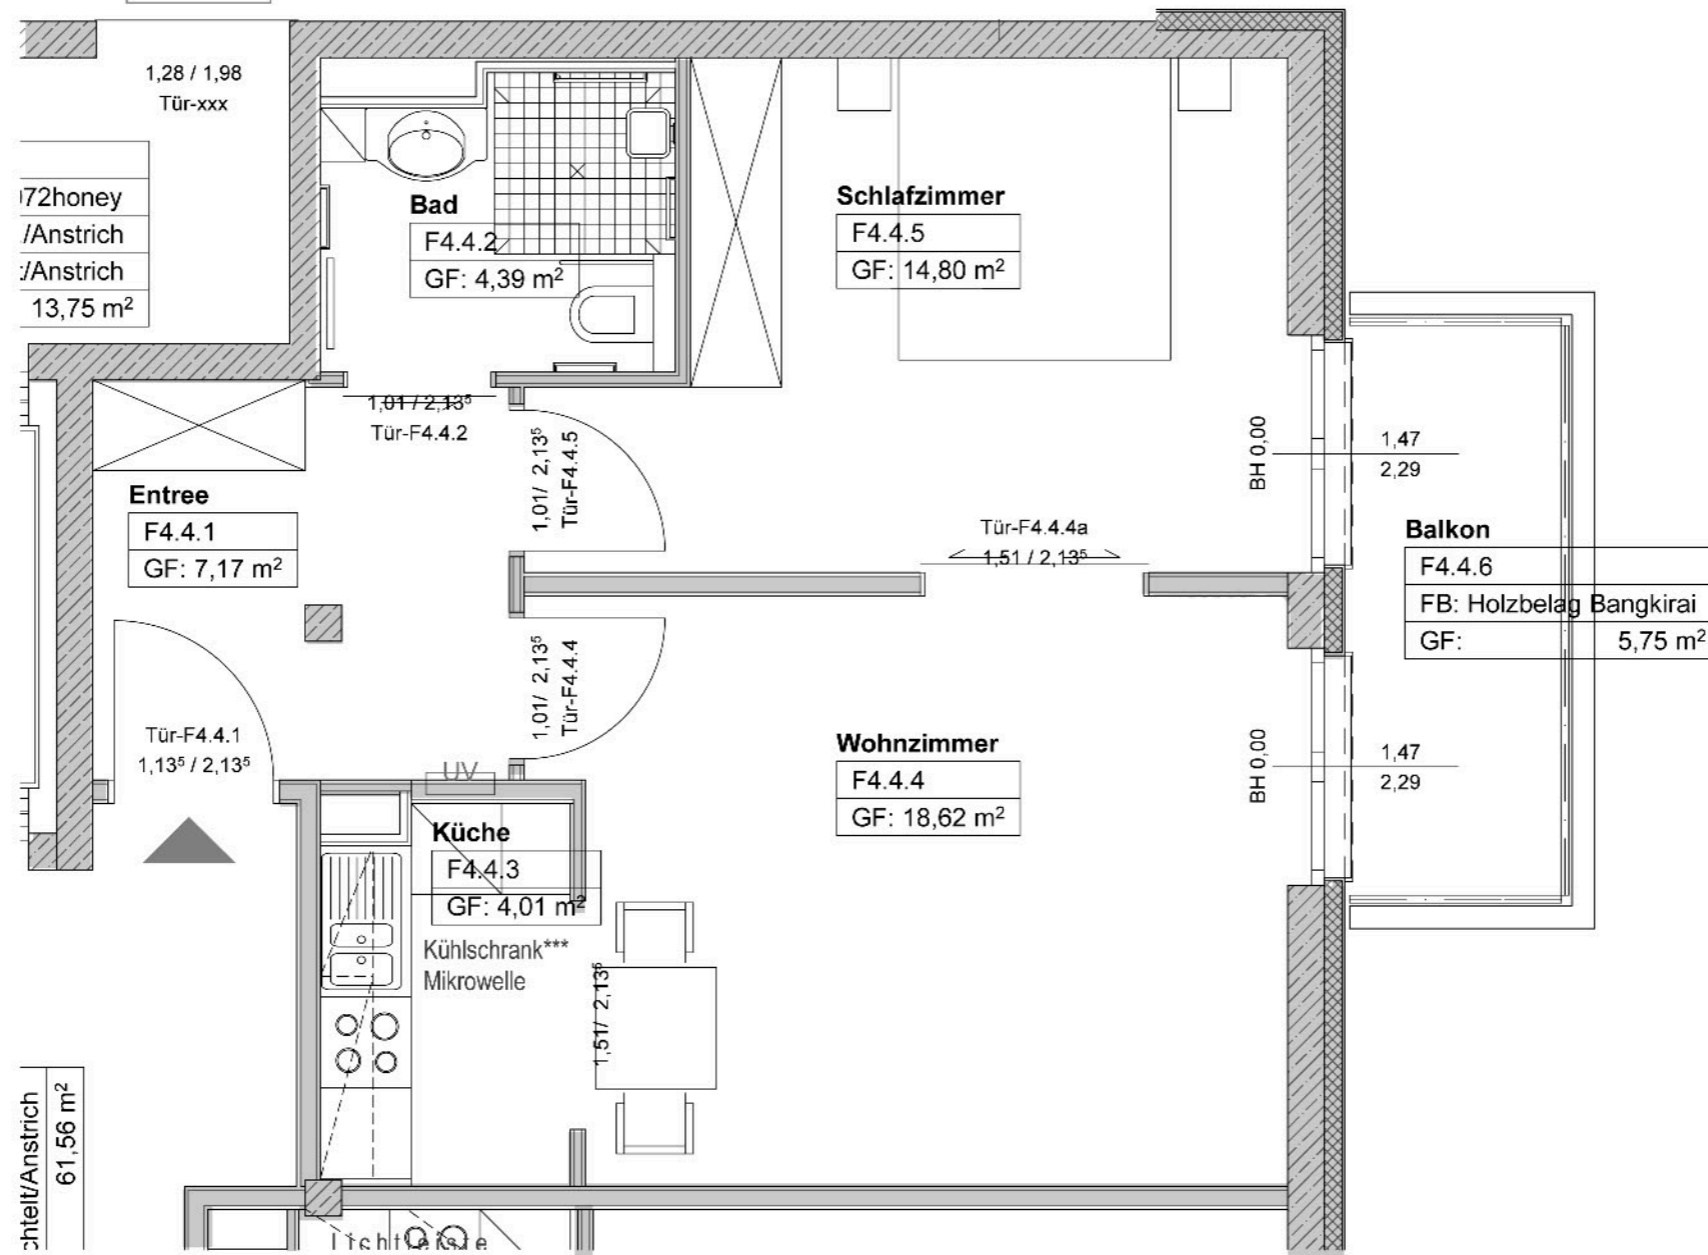 1,28 / 1,98
Tür-xxx
072honey
/Anstrich
/Anstrich
13,75 m²
Bad
F4.4.2
GF: 4,39 m²
Schlafzimmer
F4.4.5
GF: 14,80 m²
1,01 / 2,13⁵
Tür-F4.4.2
1,01/ 2,13⁵
Tür-F4.4.5
BH 0,00
1,47
2,29
Entree
F4.4.1
GF: 7,17 m²
Tür-F4.4.4a
1,51 / 2,13⁵
Balkon
F4.4.6
FB: Holzbelag Bangkirai
GF: 5,75 m²
1,01/ 2,13⁵
Tür-F4.4.4
Tür-F4.4.1
1,13⁵ / 2,13⁵
Wohnzimmer
F4.4.4
GF: 18,62 m²
BH 0,00
1,47
2,29
UV
Küche
F4.4.3
GF: 4,01 m²
Kühlschrank***
Mikrowelle
1,51/ 2,13⁵
chtelt/Anstrich
61,56 m²
Lichtleiste